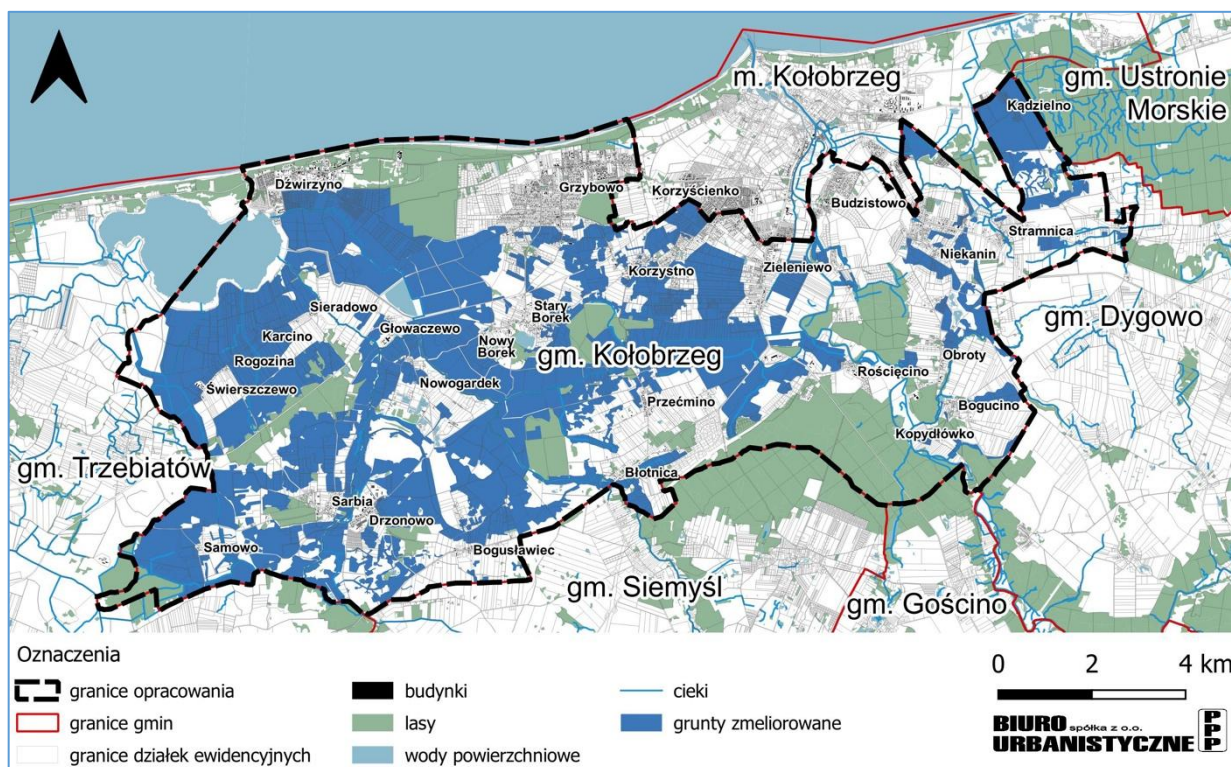 m. Kołobrzeg
gm. Ustronie
Morskie
Kądzielno
Dźwirzyno
Grzybowo
Korzyścienko
Budzistowo
Stramnica
Niekanin
Korzystno
Zieleniewo
Sieradowo
Stary
Borek
Głowaczewo
Karcino
Nowy
Borek
gm. Kołobrzeg
gm. Dygowo
Rogozina
Obroty
Świerszczewo
Nowogardek
Rościęcino
Przećmino
Bogucino
Kopydłówko
gm. Trzebiatów
Błotnica
Sarbia
Drzonowo
Samowo
Bogusławiec
gm. Siemyśl
gm. Gościno
Oznaczenia
granice opracowania
granice gmin
granice działek ewidencyjnych
budynki
lasy
wody powierzchniowe
cieki
grunty zmeliorowane
0 2 4 km
BIURO spółka z o.o.
URBANISTYCZNE
PPP